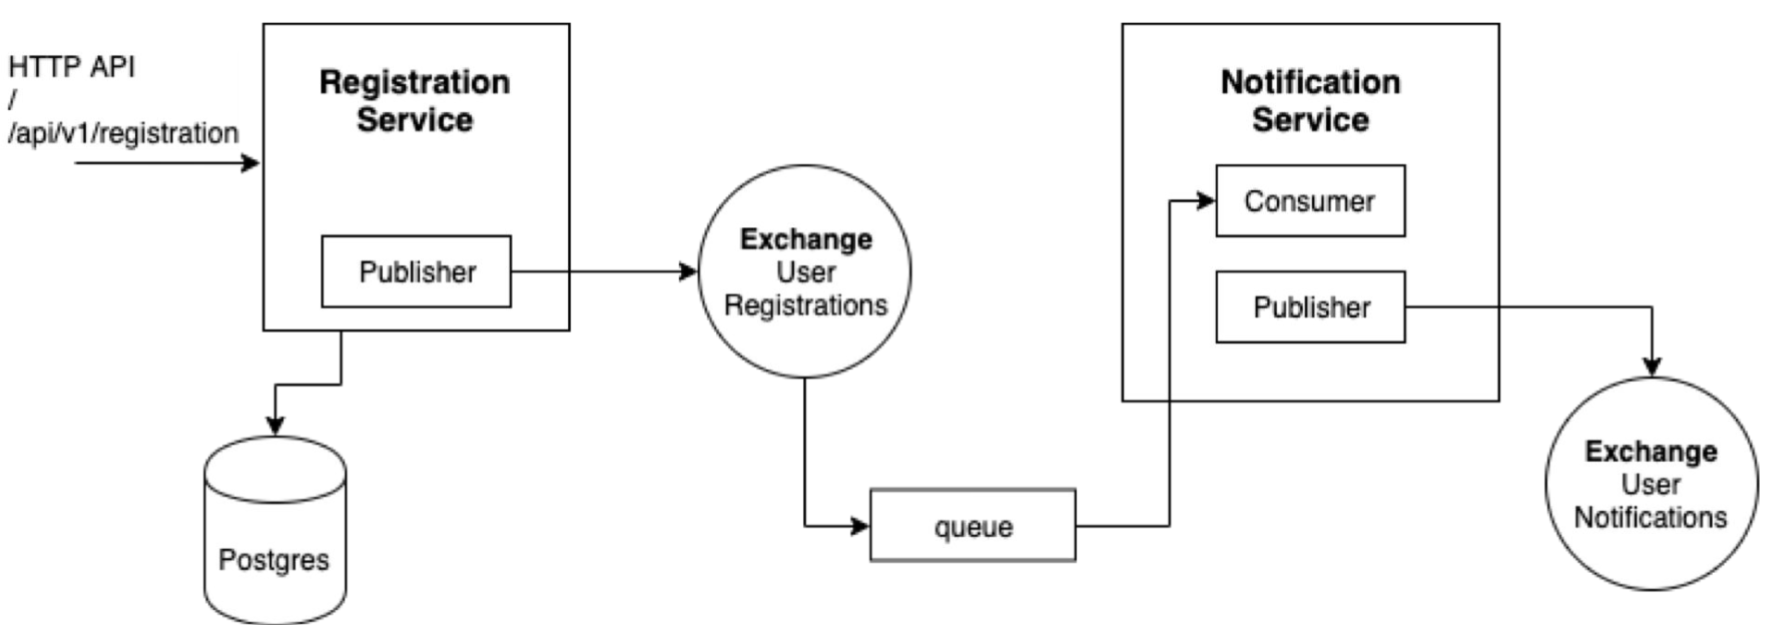 HTTP API
/
/api/v1/registration
Registration
Service
Publisher
Postgres
Exchange
User
Registrations
queue
Notification
Service
Consumer
Publisher
Exchange
User
Notifications